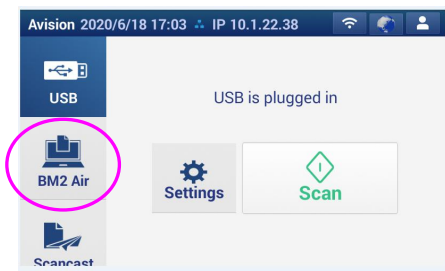 Avision 2020/6/18 17:03 IP 10.1.22.38
USB
USB is plugged in
BM2 Air
Settings
Scan
Scancast